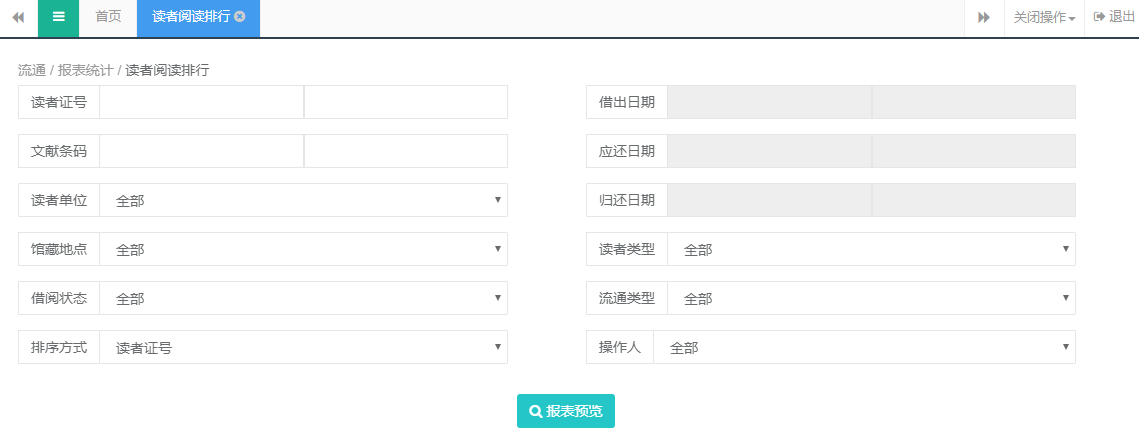 首页 读者阅读排行 关闭操作 退出
流通 / 报表统计 / 读者阅读排行
读者证号 借出日期
文献条码 应还日期
读者单位 全部 归还日期
馆藏地点 全部 读者类型 全部
借阅状态 全部 流通类型 全部
排序方式 读者证号 操作人 全部
报表预览